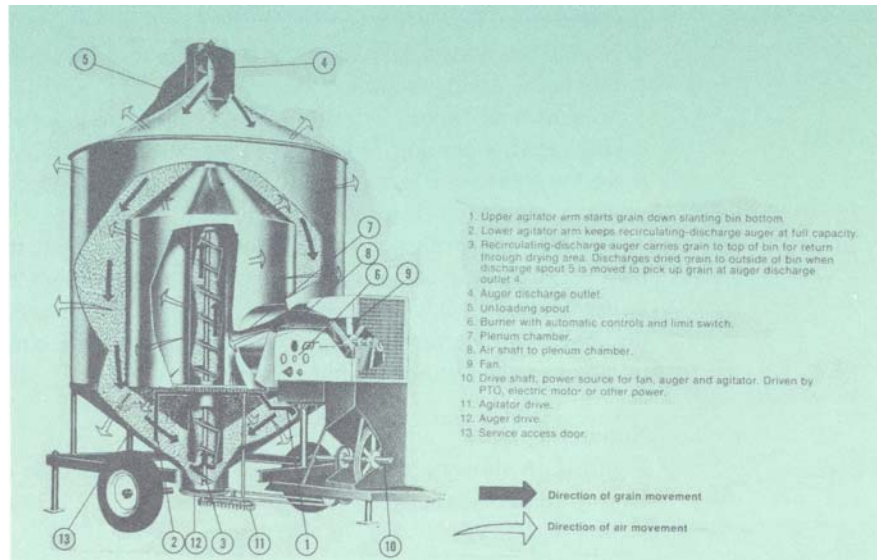 5
4
7
8
6
9
1. Upper agitator arm starts grain down slanting bin bottom.
2. Lower agitator arm keeps recirculating-discharge auger at full capacity.
3. Recirculating-discharge auger carries grain to top of bin for return
through drying area. Discharges dried grain to outside of bin when
discharge spout 5 is moved to pick up grain at auger discharge
outlet 4.
4. Auger discharge outlet.
5. Unloading spout
6. Burner with automatic controls and limit switch.
7. Plenum chamber.
8. Air shaft to plenum chamber.
9. Fan.
10. Drive shaft, power source for fan, auger and agitator. Driven by
PTO, electric motor or other power.
11. Agitator drive.
12. Auger drive.
13. Service access door.
Direction of grain movement
Direction of air movement
13
2
12
3
11
1
10